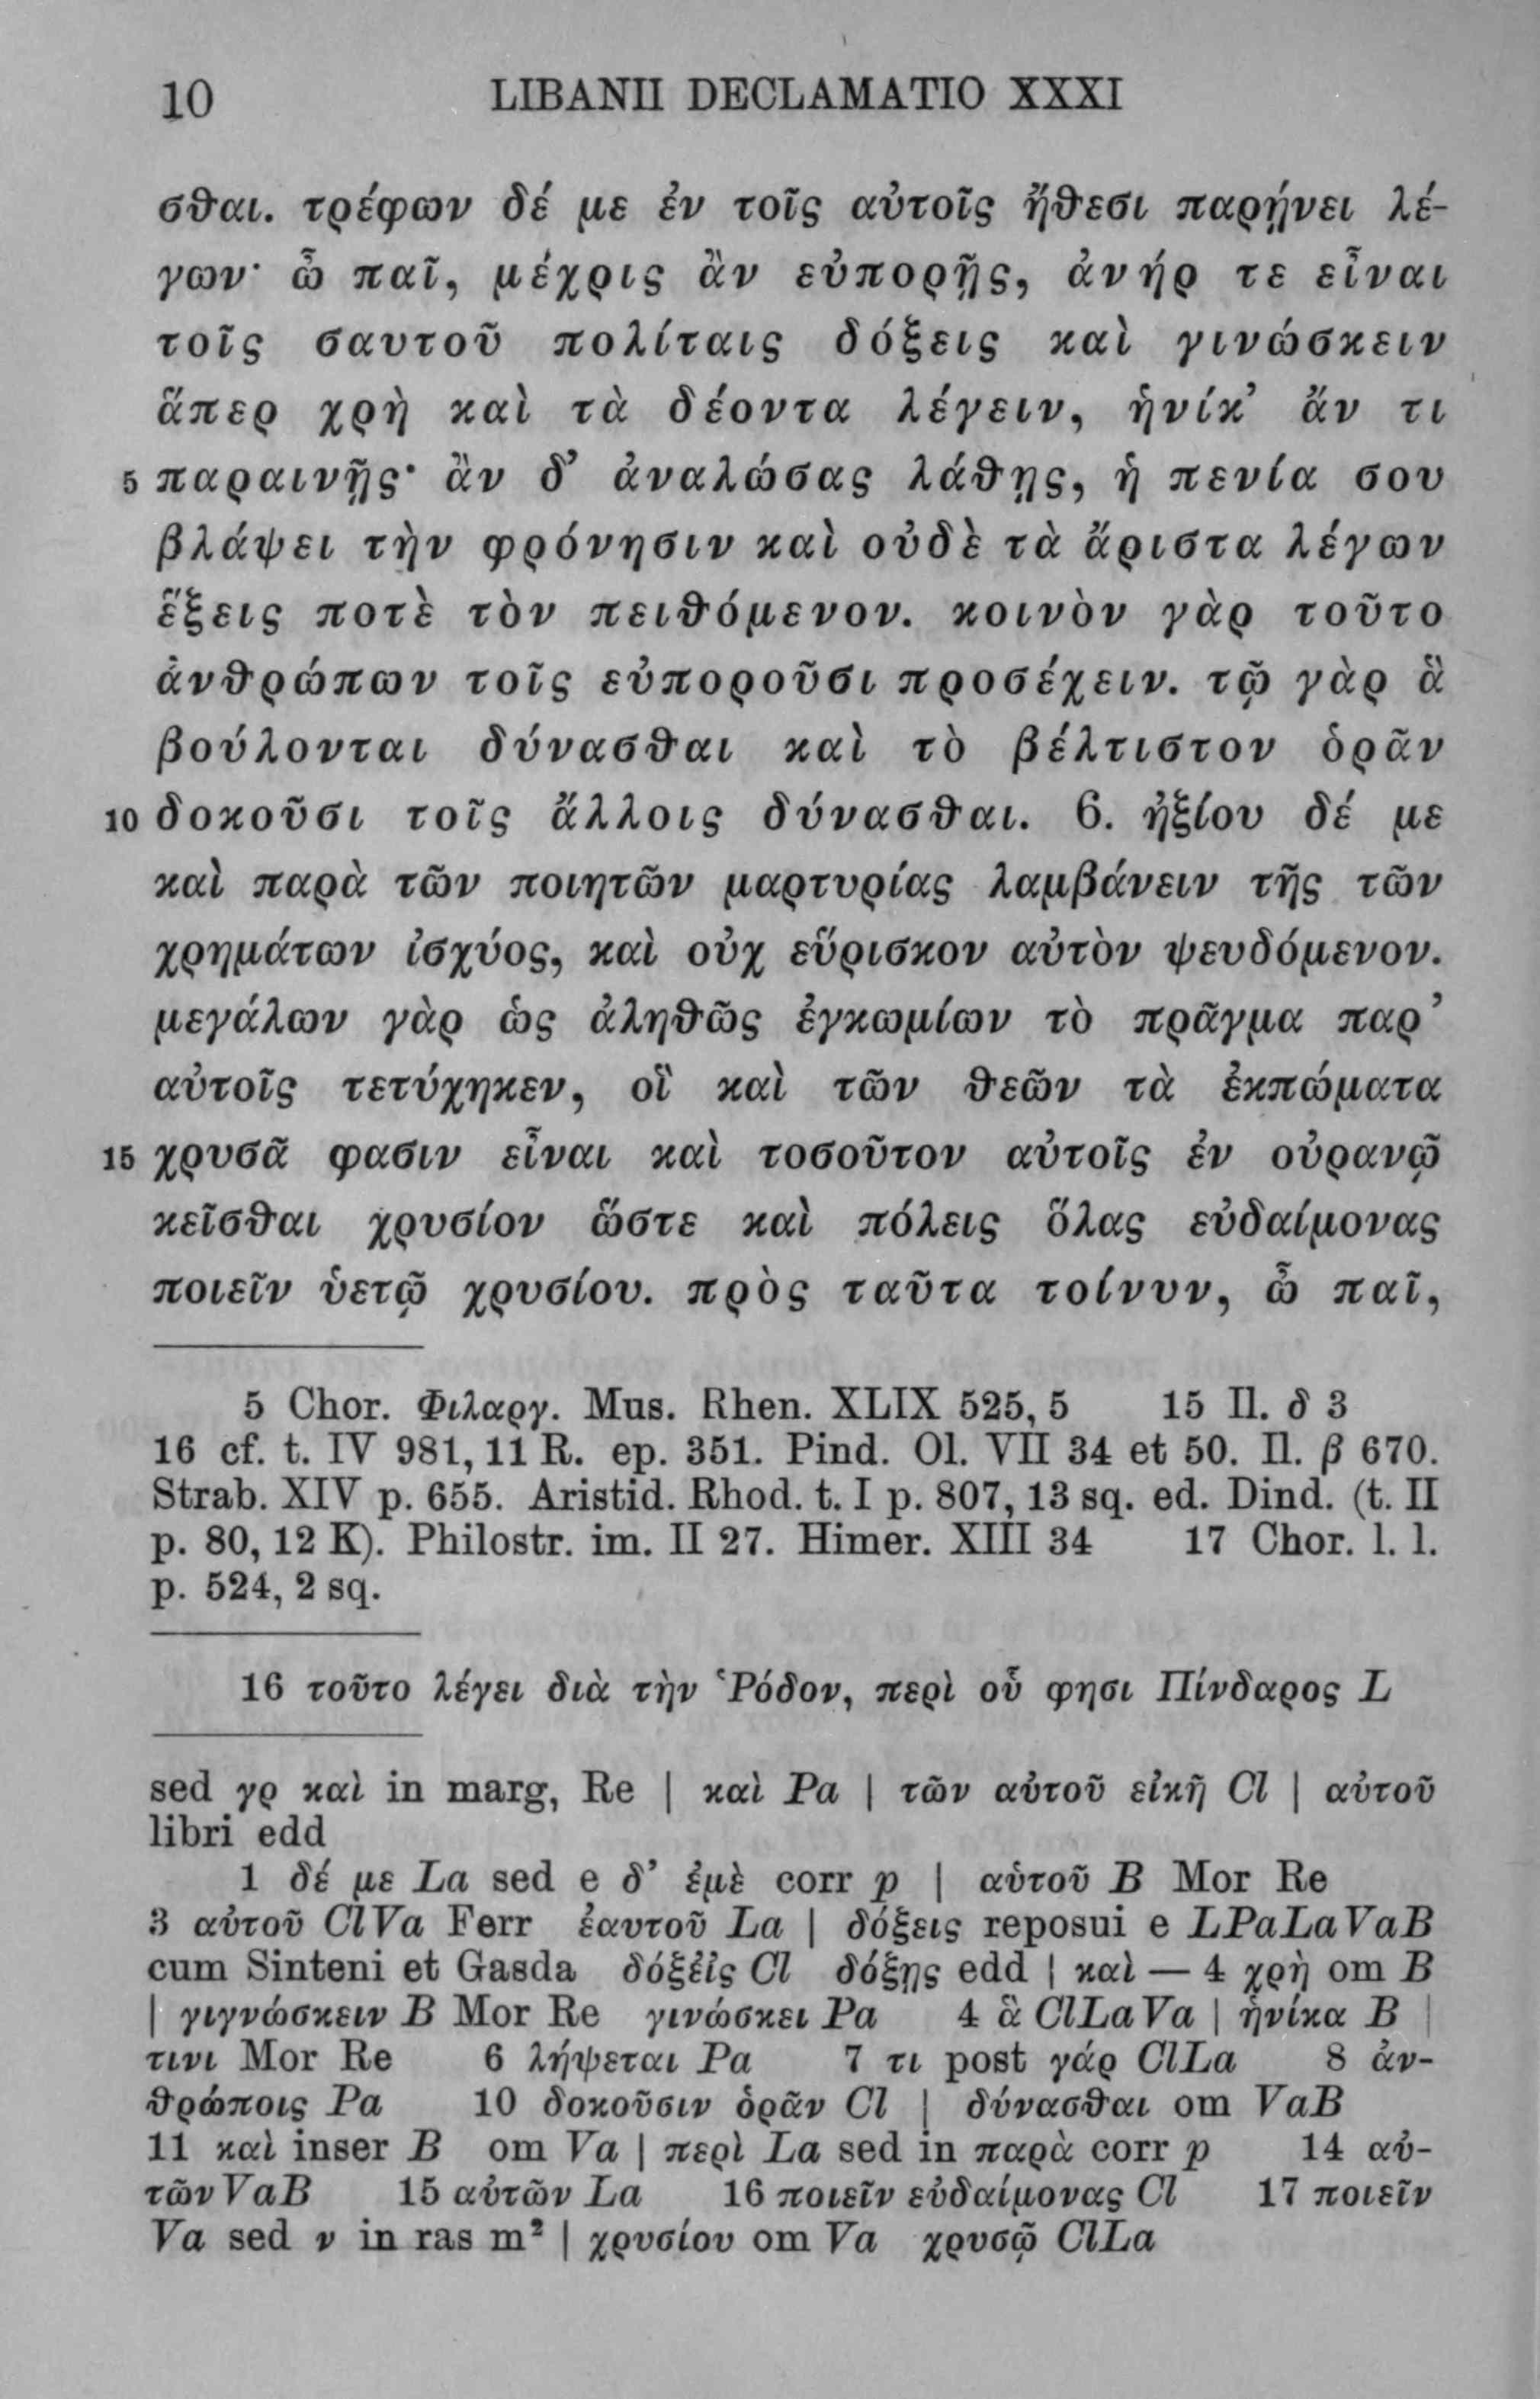 10 LIBANII DECLAMATIO XXXI
σθαι. τρέφων δέ με ἐν τοῖς αὐτοῖς ἤθεσι παρῄνει λέ-
γων· ὦ παῖ, μέχρις ἂν εὐπορῇς, ἀνήρ τε εἶναι
τοῖς σαυτοῦ πολίταις δόξεις καὶ γινώσκειν
ἅπερ χρὴ καὶ τὰ δέοντα λέγειν, ἡνίκ’ ἄν τι
5 παραινῇς· ἂν δ’ ἀναλώσας λάθῃς, ἡ πενία σου
βλάψει τὴν φρόνησιν καὶ οὐδὲ τὰ ἄριστα λέγων
ἕξεις ποτὲ τὸν πειθόμενον. κοινὸν γὰρ τοῦτο
ἀνθρώπων τοῖς εὐποροῦσι προσέχειν. τῷ γὰρ ἃ
βούλονται δύνασθαι καὶ τὸ βέλτιστον ὁρᾶν
10 δοκοῦσι τοῖς ἄλλοις δύνασθαι. 6. ἠξίου δέ με
καὶ παρὰ τῶν ποιητῶν μαρτυρίας λαμβάνειν τῆς τῶν
χρημάτων ἰσχύος, καὶ οὐχ εὕρισκον αὐτὸν ψευδόμενον.
μεγάλων γὰρ ὡς ἀληθῶς ἐγκωμίων τὸ πρᾶγμα παρ’
αὐτοῖς τετύχηκεν, οἳ καὶ τῶν θεῶν τὰ ἐκπώματα
15 χρυσᾶ φασιν εἶναι καὶ τοσοῦτον αὐτοῖς ἐν οὐρανῷ
κεῖσθαι χρυσίον ὥστε καὶ πόλεις ὅλας εὐδαίμονας
ποιεῖν ὑετῷ χρυσίου. πρὸς ταῦτα τοίνυν, ὦ παῖ,
5 Chor. Φιλαργ. Mus. Rhen. XLIX 525, 5 15 Il. δ 3
16 cf. t. IV 981, 11 R. ep. 351. Pind. Ol. VII 34 et 50. Il. β 670.
Strab. XIV p. 655. Aristid. Rhod. t. I p. 807, 13 sq. ed. Dind. (t. II
p. 80, 12 K). Philostr. im. II 27. Himer. XIII 34 17 Chor. l. l.
p. 524, 2 sq.
16 τοῦτο λέγει διὰ τὴν Ῥόδον, περὶ οὗ φησι Πίνδαρος L
sed γρ καὶ in marg, Re | καὶ Pa | τῶν αὐτοῦ εἰκῆ Cl | αὐτοῦ
libri edd
1 δέ με La sed e δ’ ἐμὲ corr p | αὑτοῦ B Mor Re
3 αὐτοῦ ClVa Ferr ἑαυτοῦ La | δόξεις reposui e LPaLaVaB
cum Sinteni et Gasda δόξεἰς Cl δόξῃς edd | καὶ — 4 χρὴ om B
| γιγνώσκειν B Mor Re γινώσκει Pa 4 ἃ ClLaVa | ἡνίκα B |
τινι Mor Re 6 λήψεται Pa 7 τι post γάρ ClLa 8 ἀν-
θρώποις Pa 10 δοκοῦσιν ὁρᾶν Cl | δύνασθαι om VaB
11 καὶ inser B om Va | περὶ La sed in παρὰ corr p 14 αὐ-
τῶν VaB 15 αὐτῶν La 16 ποιεῖν εὐδαίμονας Cl 17 ποιεῖν
Va sed ν in ras m² | χρυσίου om Va χρυσῷ ClLa